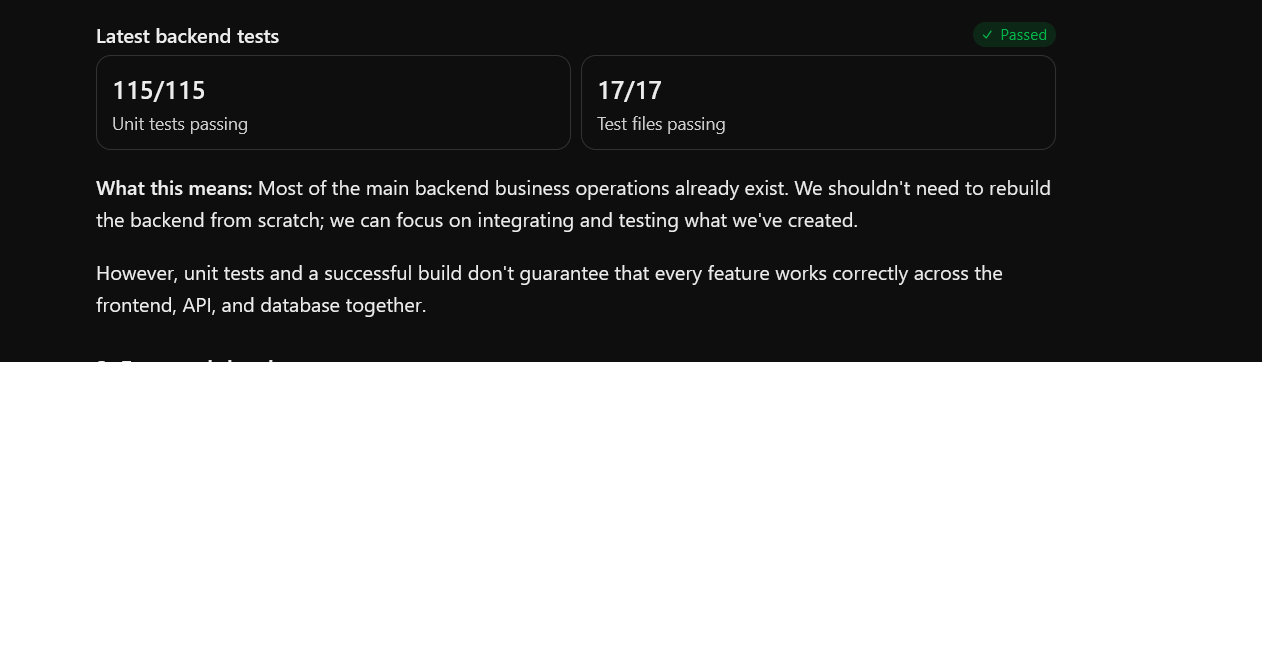 Latest backend tests
✓ Passed
115/115
Unit tests passing
17/17
Test files passing
What this means: Most of the main backend business operations already exist. We shouldn't need to rebuild
the backend from scratch; we can focus on integrating and testing what we've created.
However, unit tests and a successful build don't guarantee that every feature works correctly across the
frontend, API, and database together.